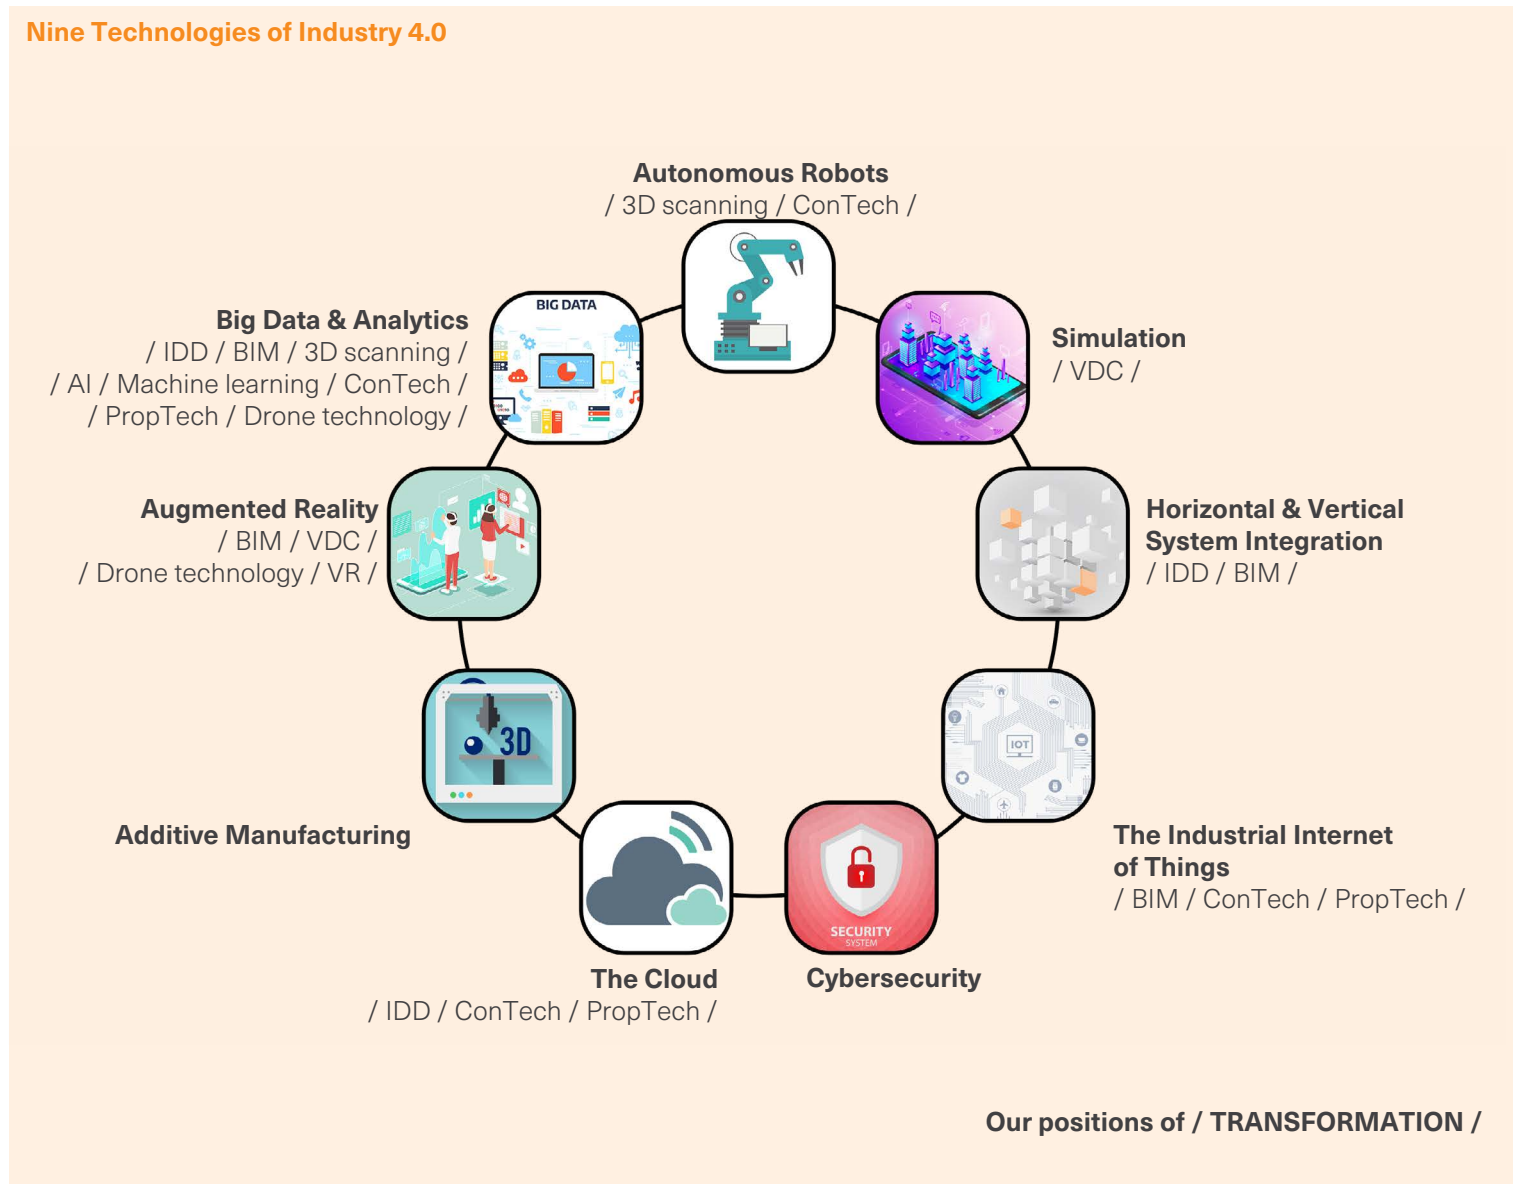 Nine Technologies of Industry 4.0
Autonomous Robots
/ 3D scanning / ConTech /
BIG DATA
Big Data & Analytics
/ IDD / BIM / 3D scanning /
/ AI / Machine learning / ConTech /
/ PropTech / Drone technology /
Simulation
/ VDC /
Augmented Reality
/ BIM / VDC /
/ Drone technology / VR /
Horizontal & Vertical
System Integration
/ IDD / BIM /
3D
IOT
Additive Manufacturing
The Industrial Internet
of Things
/ BIM / ConTech / PropTech /
SECURITY
SYSTEM
The Cloud
/ IDD / ConTech / PropTech /
Cybersecurity
Our positions of / TRANSFORMATION /